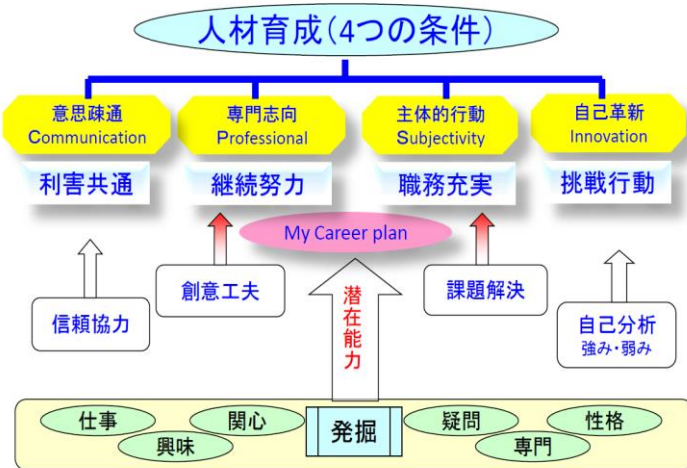 人材育成(4つの条件)
意思疎通
Communication
専門志向
Professional
主体的行動
Subjectivity
自己革新
Innovation
利害共通
継続努力
職務充実
挑戦行動
My Career plan
信頼協力
創意工夫
潜在能力
課題解決
自己分析
強み・弱み
仕事
興味
関心
発掘
疑問
専門
性格